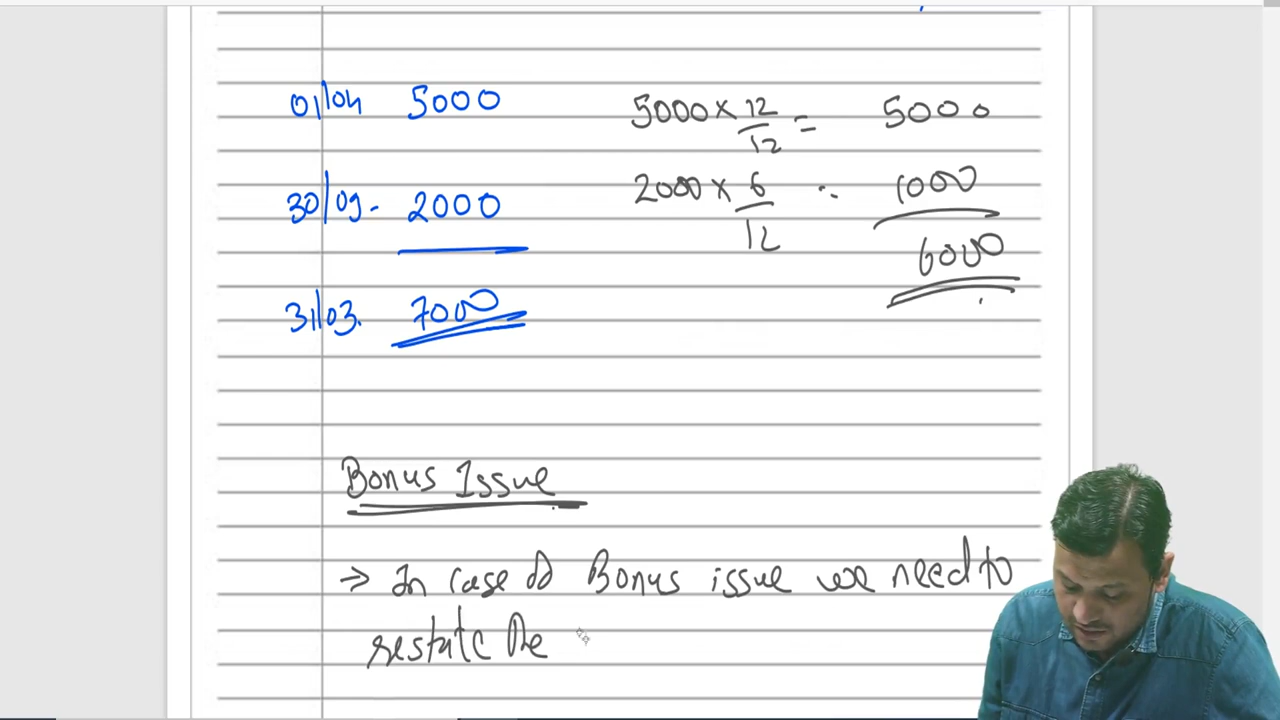 01/04 5000 5000 × 12/12 = 5000
30/09. 2000 2000 × 6/12 = 1000
6000
31/03. 7000
Bonus Issue
→ In case of Bonus issue we need to
restate the